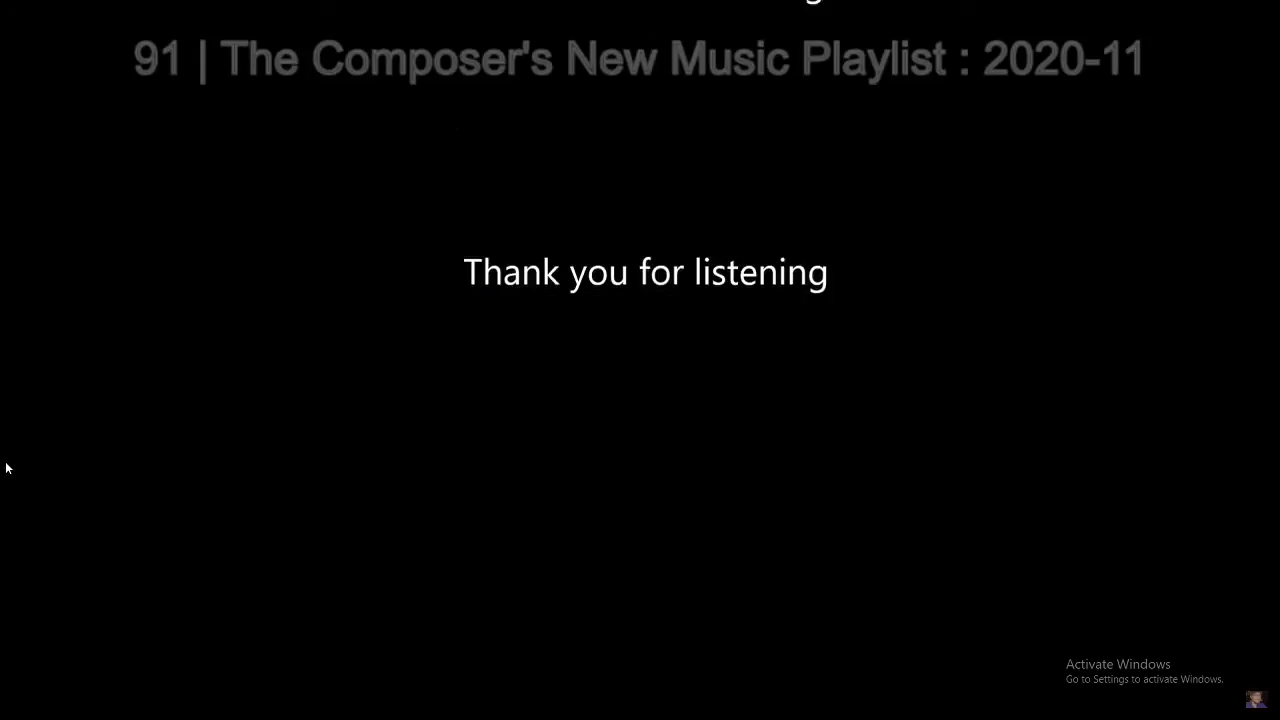 91 | The Composer's New Music Playlist : 2020-11
Thank you for listening
Activate Windows
Go to Settings to activate Windows.